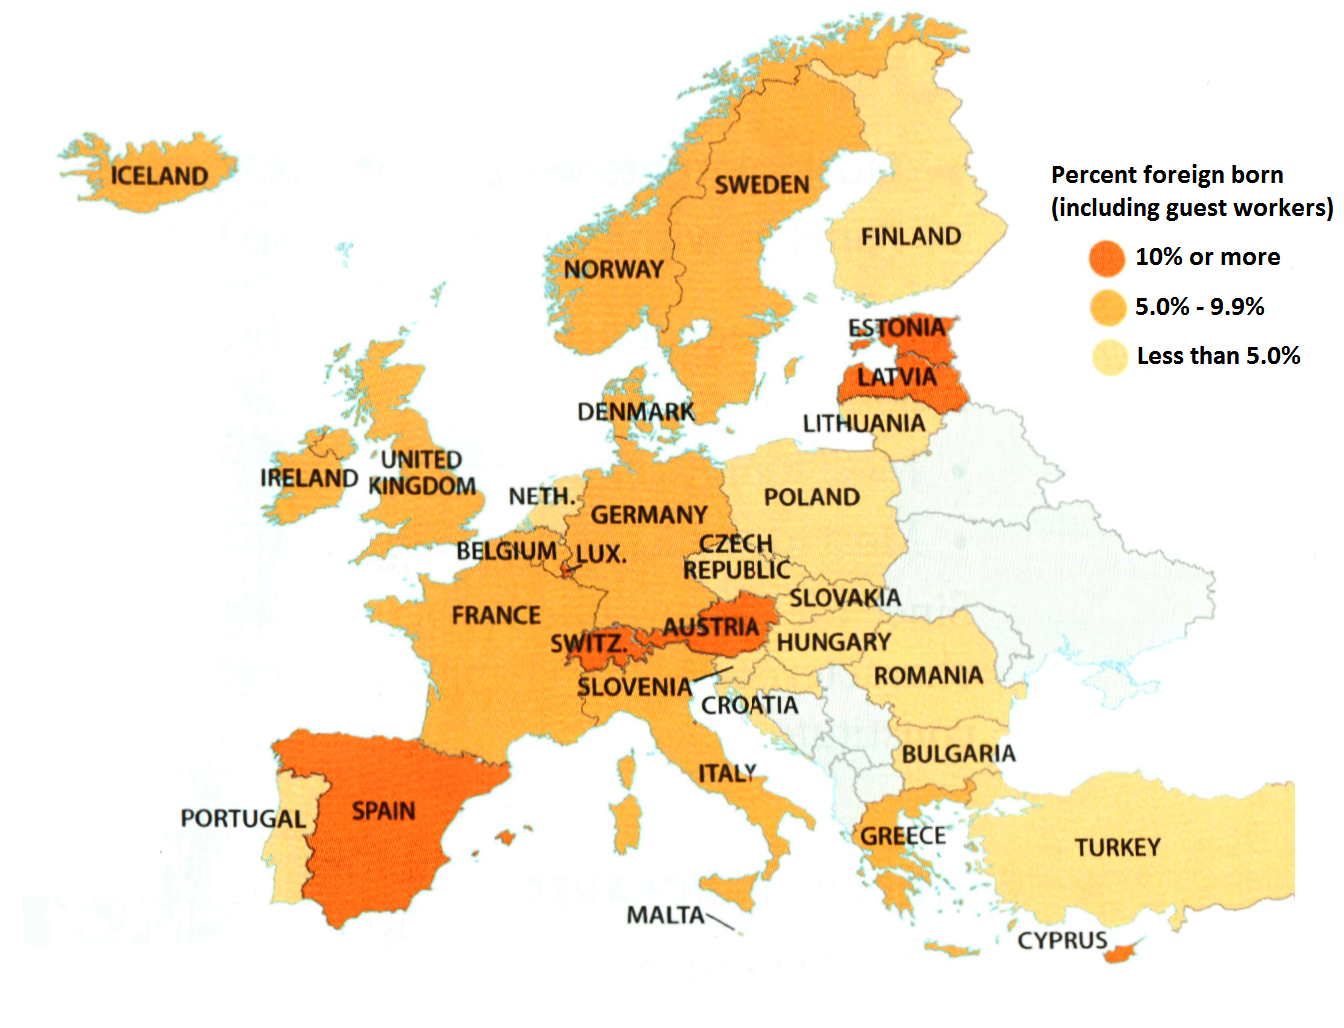 ICELAND
SWEDEN
FINLAND
NORWAY
Percent foreign born
(including guest workers)
10% or more
5.0% - 9.9%
Less than 5.0%
ESTONIA
LATVIA
LITHUANIA
DENMARK
IRELAND
UNITED
KINGDOM
NETH.
GERMANY
POLAND
BELGIUM
LUX.
CZECH
REPUBLIC
SLOVAKIA
FRANCE
SWITZ.
AUSTRIA
HUNGARY
SLOVENIA
CROATIA
ROMANIA
BULGARIA
ITALY
PORTUGAL
SPAIN
GREECE
TURKEY
MALTA
CYPRUS